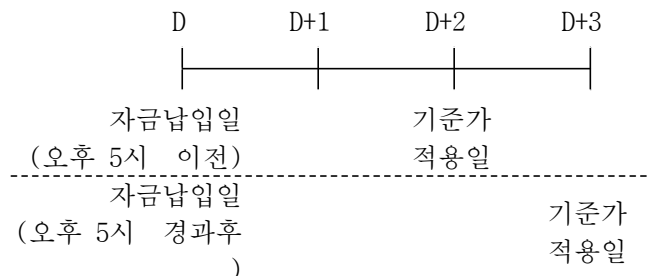 D D+1 D+2 D+3
자금납입일 기준가
(오후 5시 이전) 적용일
자금납입일
(오후 5시 경과후
)
기준가
적용일